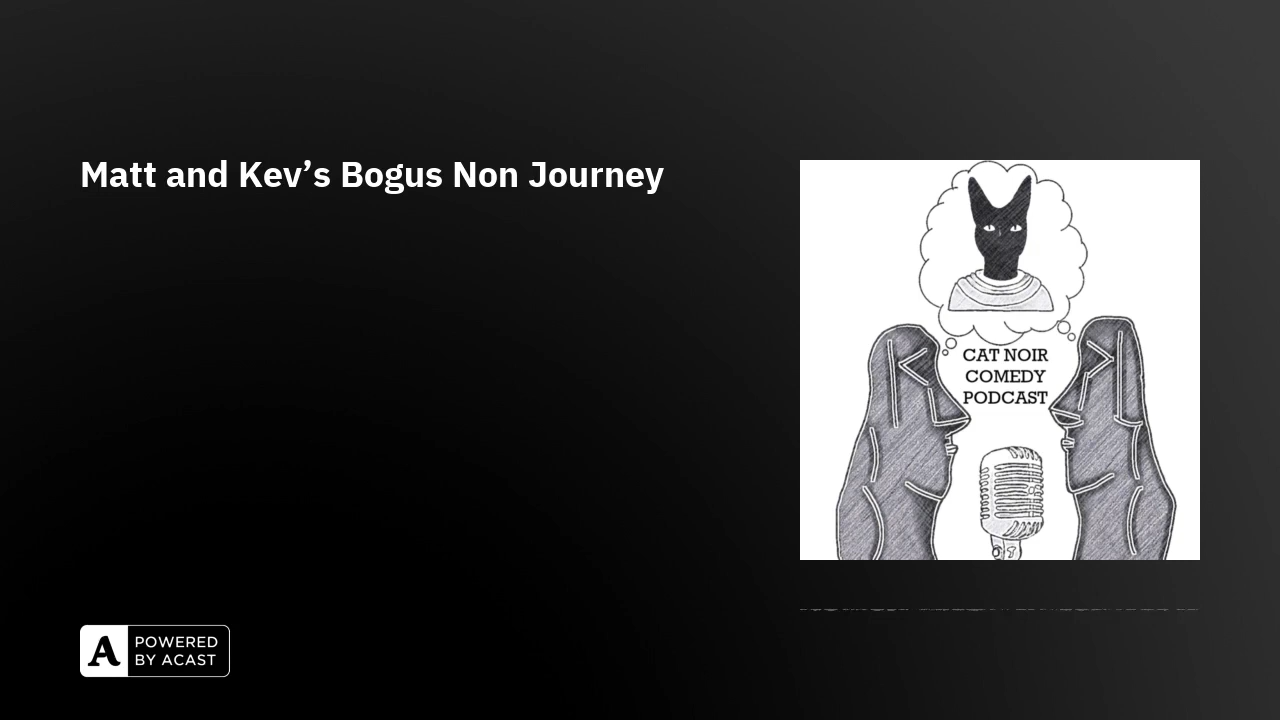 Matt and Kev’s Bogus Non Journey
CAT NOIR
COMEDY
PODCAST
A POWERED
BY ACAST